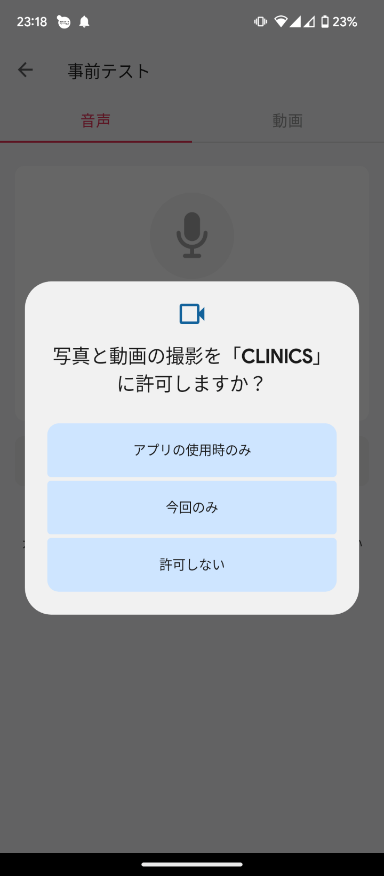 23:18
23%
事前テスト
音声
動画
写真と動画の撮影を「CLINICS」
に許可しますか？
アプリの使用時のみ
今回のみ
許可しない